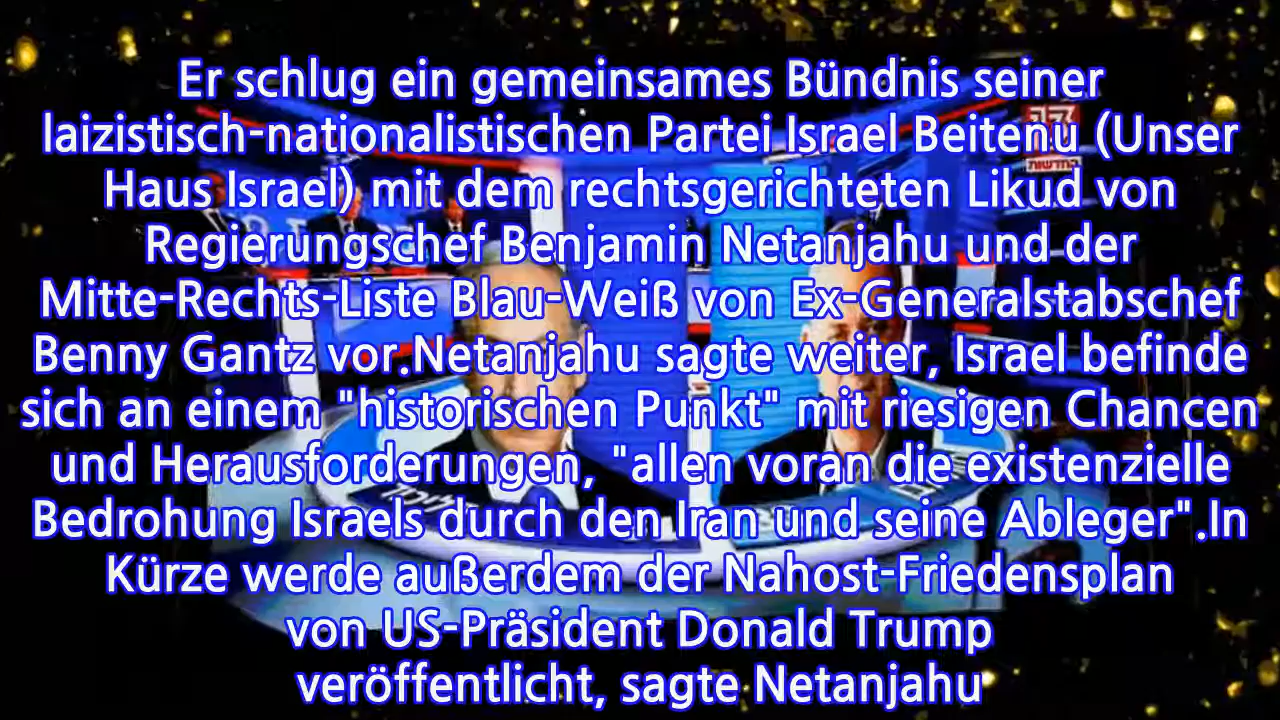 Er schlug ein gemeinsames Bündnis seiner
laizistisch-nationalistischen Partei Israel Beitenu (Unser
Haus Israel) mit dem rechtsgerichteten Likud von
Regierungschef Benjamin Netanjahu und der
Mitte-Rechts-Liste Blau-Weiß von Ex-Generalstabschef
Benny Gantz vor.Netanjahu sagte weiter, Israel befinde
sich an einem "historischen Punkt" mit riesigen Chancen
und Herausforderungen, "allen voran die existenzielle
Bedrohung Israels durch den Iran und seine Ableger".In
Kürze werde außerdem der Nahost-Friedensplan
von US-Präsident Donald Trump
veröffentlicht, sagte Netanjahu